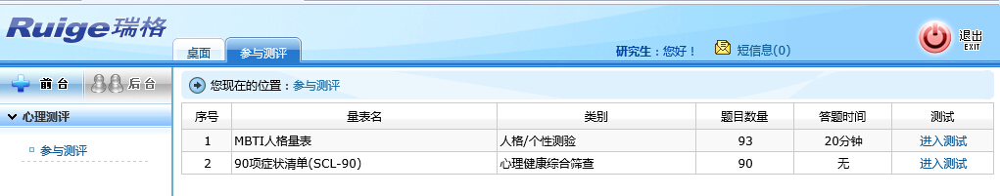 Ruige瑞格
桌面 参与测评
研究生：您好！ 短信息(0)
退出
EXIT
前台 后台
您现在的位置：参与测评
心理测评
参与测评
序号 量表名 类别 题目数量 答题时间 测试
1 MBTI人格量表 人格/个性测验 93 20分钟 进入测试
2 90项症状清单(SCL-90) 心理健康综合筛查 90 无 进入测试